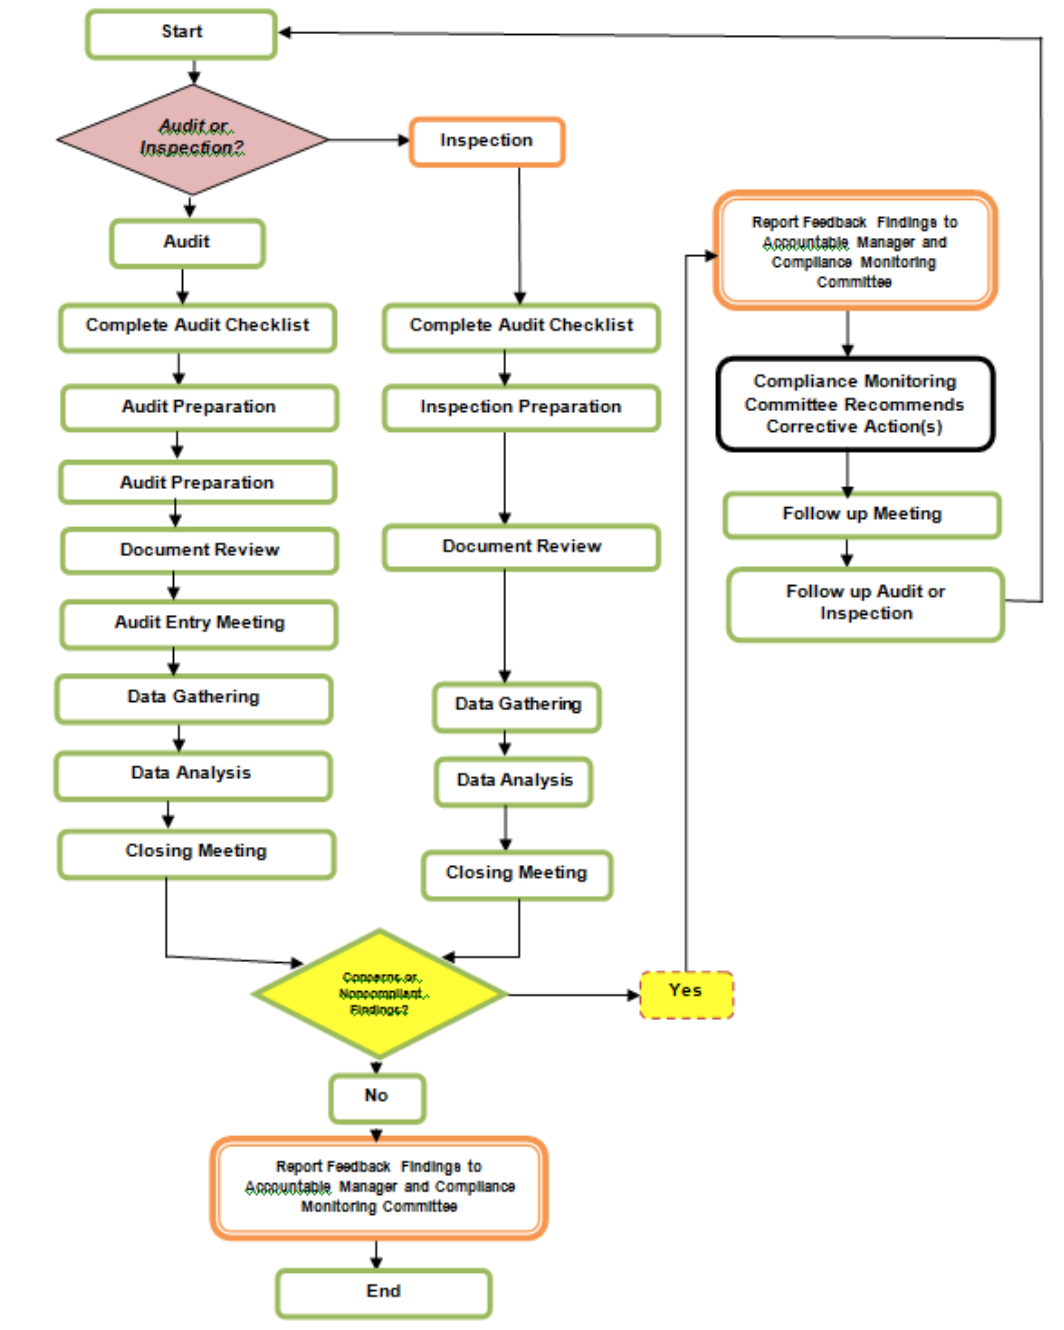 Start
Audit or
Inspection?
Inspection
Audit
Complete Audit Checklist
Audit Preparation
Audit Preparation
Document Review
Audit Entry Meeting
Data Gathering
Data Analysis
Closing Meeting
Complete Audit Checklist
Inspection Preparation
Document Review
Data Gathering
Data Analysis
Closing Meeting
Concerns or
Noncompliant
Findings?
Yes
Report Feedback Findings to
Accountable Manager and
Compliance Monitoring
Committee
Compliance Monitoring
Committee Recommends
Corrective Action(s)
Follow up Meeting
Follow up Audit or
Inspection
No
Report Feedback Findings to
Accountable Manager and Compliance
Monitoring Committee
End